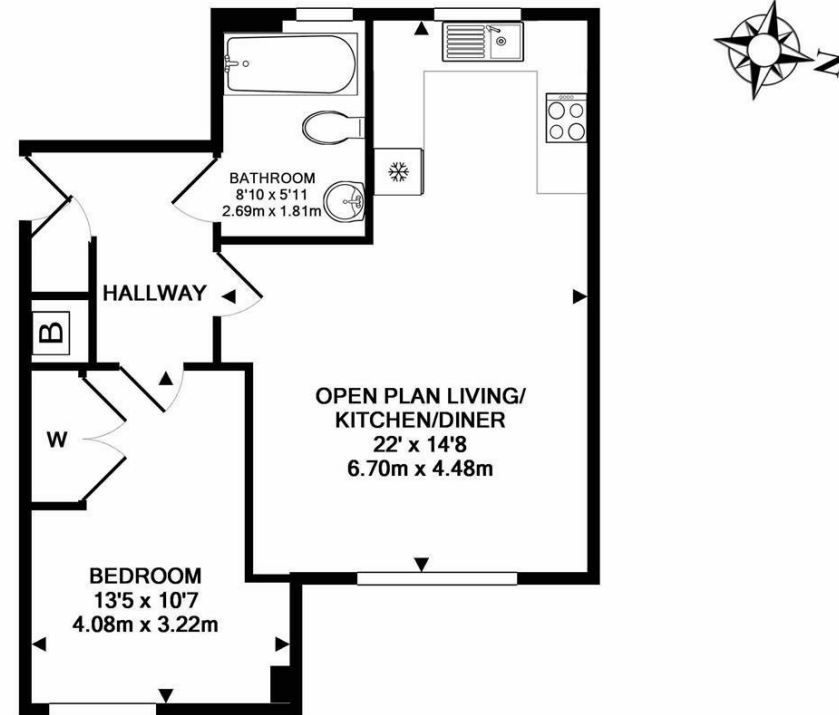 N
BATHROOM
8'10 x 5'11
2.69m x 1.81m
HALLWAY
B
OPEN PLAN LIVING/
KITCHEN/DINER
22' x 14'8
6.70m x 4.48m
W
BEDROOM
13'5 x 10'7
4.08m x 3.22m